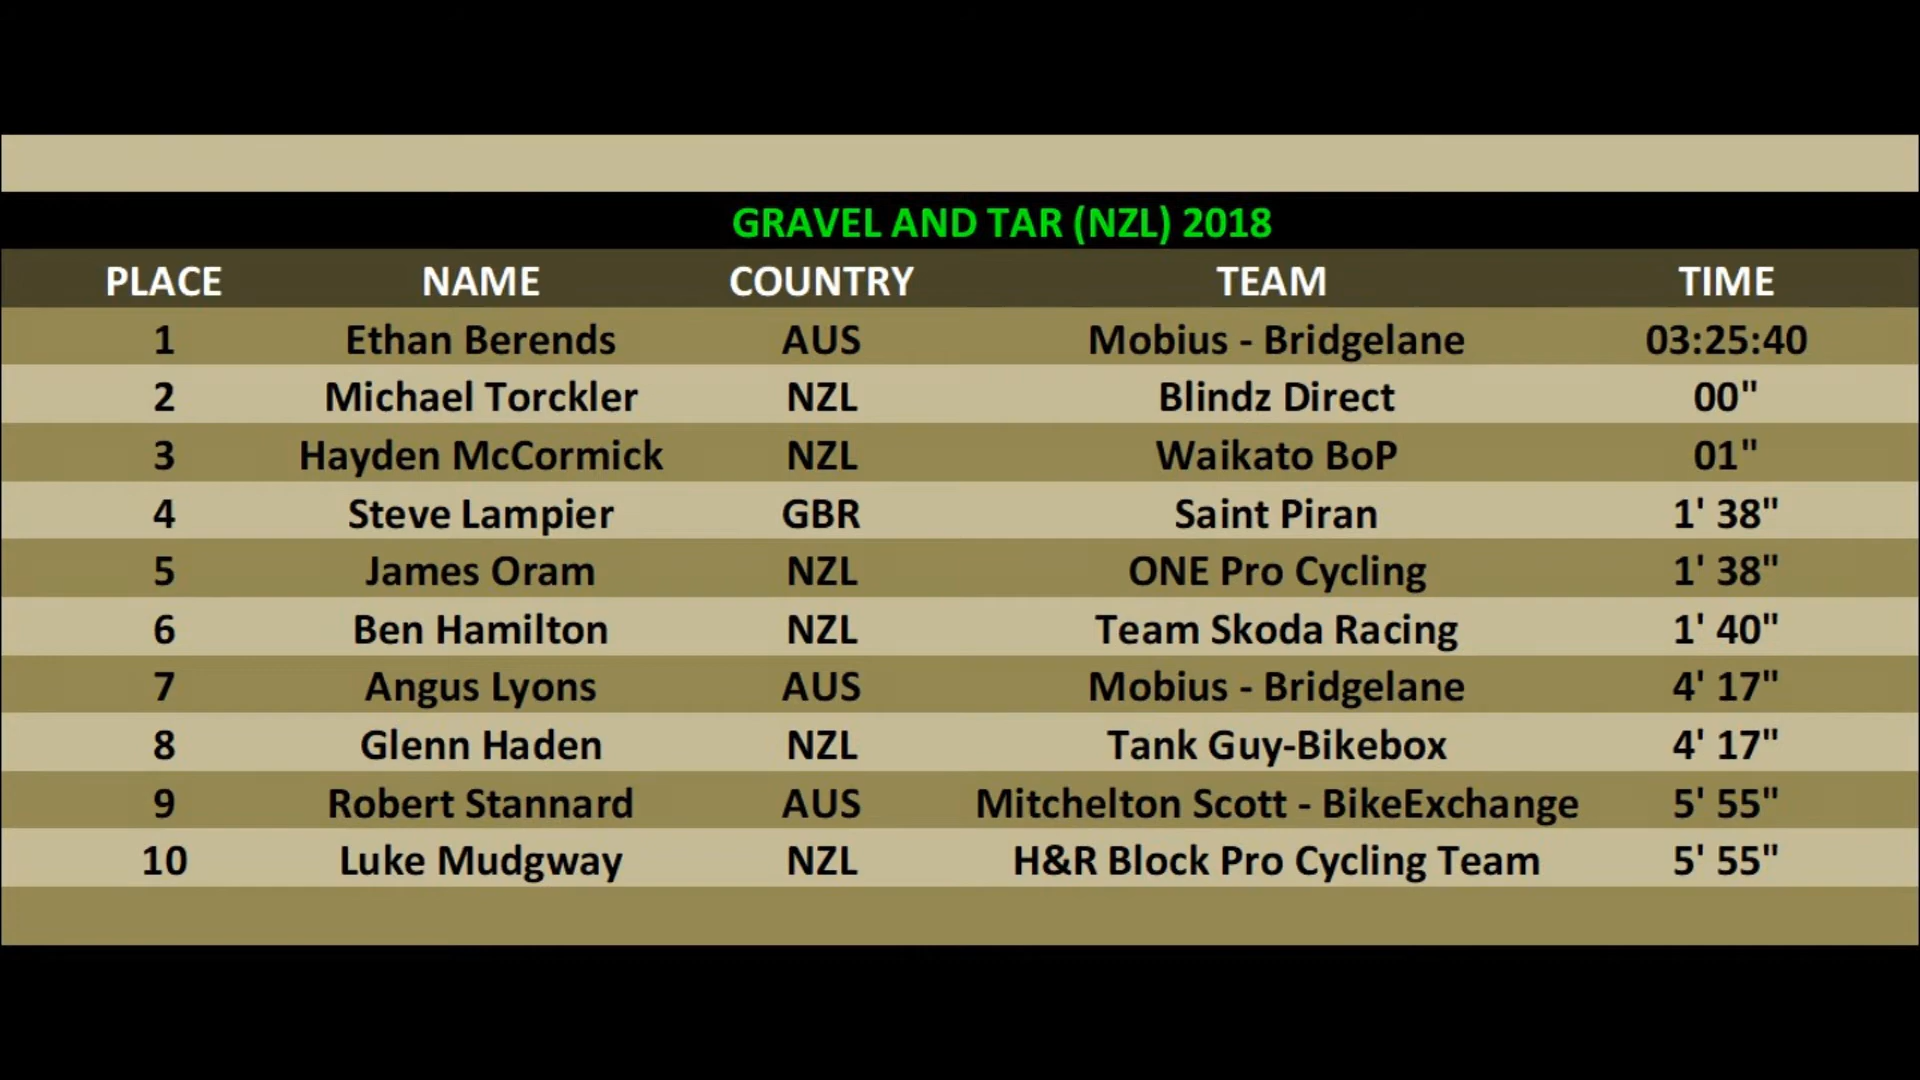 GRAVEL AND TAR (NZL) 2018
PLACE NAME COUNTRY TEAM TIME
1 Ethan Berends AUS Mobius - Bridgelane 03:25:40
2 Michael Torckler NZL Blindz Direct 00"
3 Hayden McCormick NZL Waikato BoP 01"
4 Steve Lampier GBR Saint Piran 1' 38"
5 James Oram NZL ONE Pro Cycling 1' 38"
6 Ben Hamilton NZL Team Skoda Racing 1' 40"
7 Angus Lyons AUS Mobius - Bridgelane 4' 17"
8 Glenn Haden NZL Tank Guy-Bikebox 4' 17"
9 Robert Stannard AUS Mitchelton Scott - BikeExchange 5' 55"
10 Luke Mudgway NZL H&R Block Pro Cycling Team 5' 55"